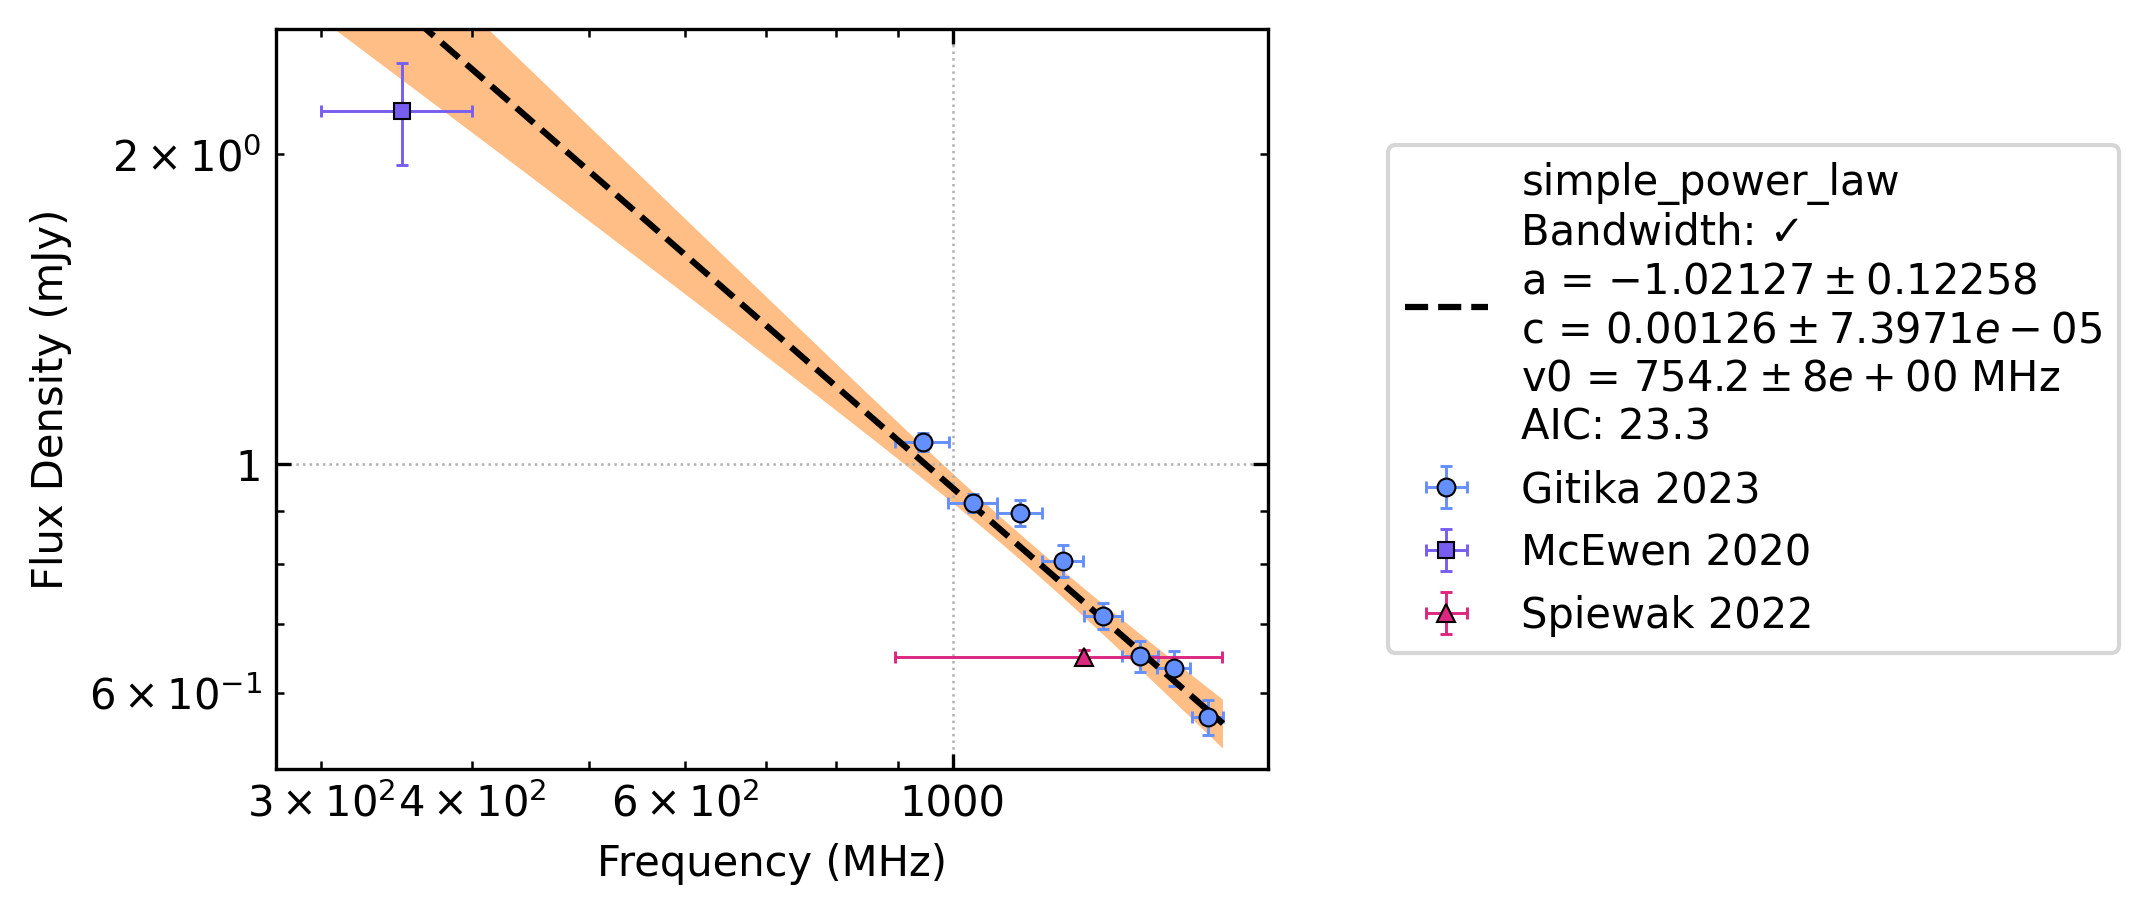 2 × 10⁰
1
6 × 10⁻¹
Flux Density (mJy)
3 × 10² 4 × 10² 6 × 10² 1000
Frequency (MHz)
simple_power_law
Bandwidth: ✓
a = −1.02127 ± 0.12258
c = 0.00126 ± 7.3971e − 05
v0 = 754.2 ± 8e + 00 MHz
AIC: 23.3
Gitika 2023
McEwen 2020
Spiewak 2022